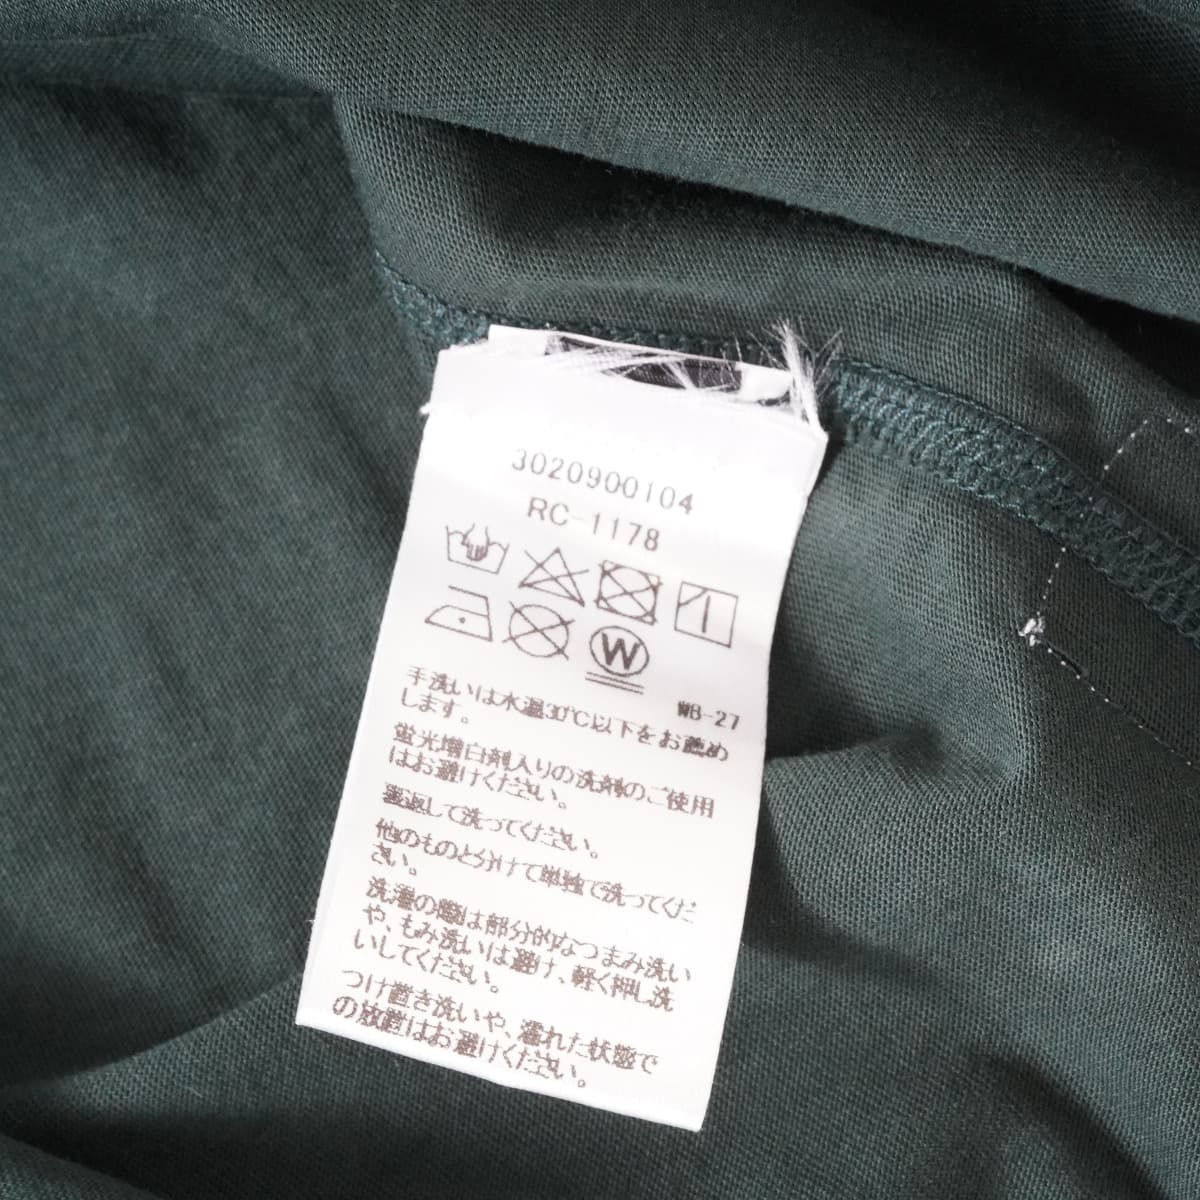 3020900104
RC-1178
W
WB-27
手洗いは水温30℃以下をお薦め
します。
蛍光増白剤入りの洗剤のご使用
はお避けください。
裏返して洗ってください。
他のものと分けて単独で洗ってくだ
さい。
洗濯の際は部分的なつまみ洗い
や、もみ洗いは避け、軽く押し洗
いしてください。
つけ置き洗いや、濡れた状態で
の放置はお避けください。